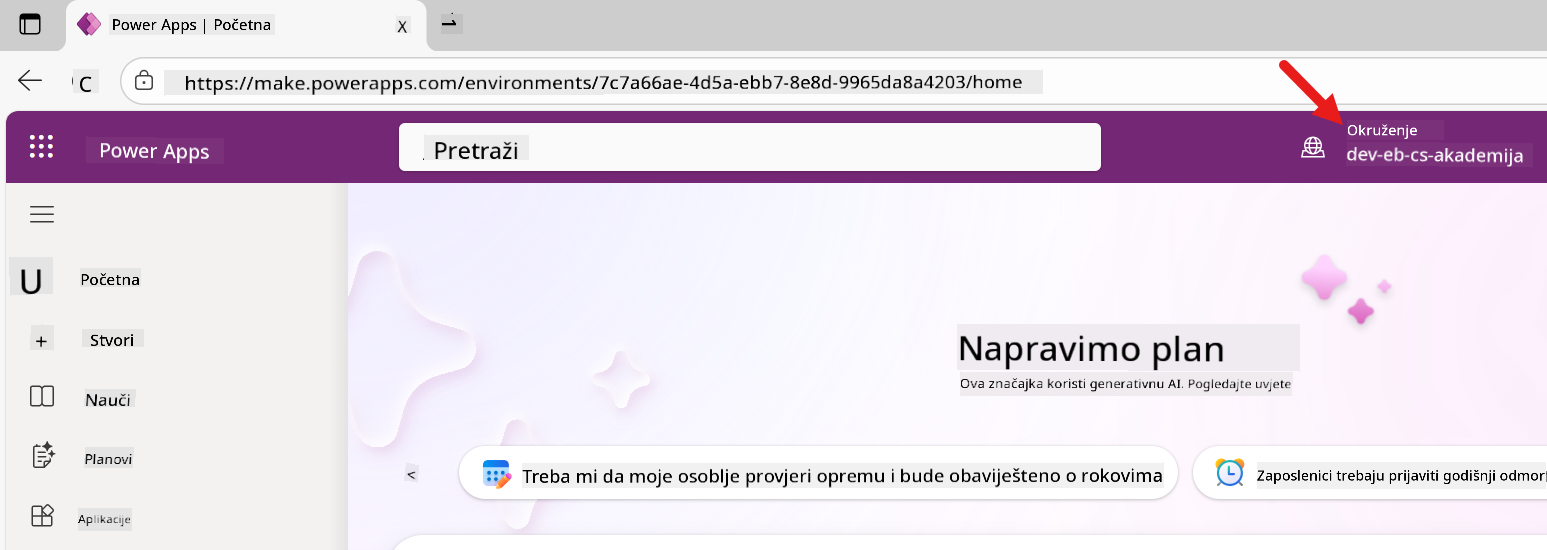 Power Apps | Početna
X
C
https://make.powerapps.com/environments/7c7a66ae-4d5a-ebb7-8e8d-9965da8a4203/home
Power Apps
Pretraži
Okruženje
dev-eb-cs-akademija
U
Početna
+
Stvori
Nauči
Planovi
Aplikacije
Napravimo plan
Ova značajka koristi generativnu AI. Pogledajte uvjete
<
Treba mi da moje osoblje provjeri opremu i bude obaviješteno o rokovima
Zaposlenici trebaju prijaviti godišnji odmor